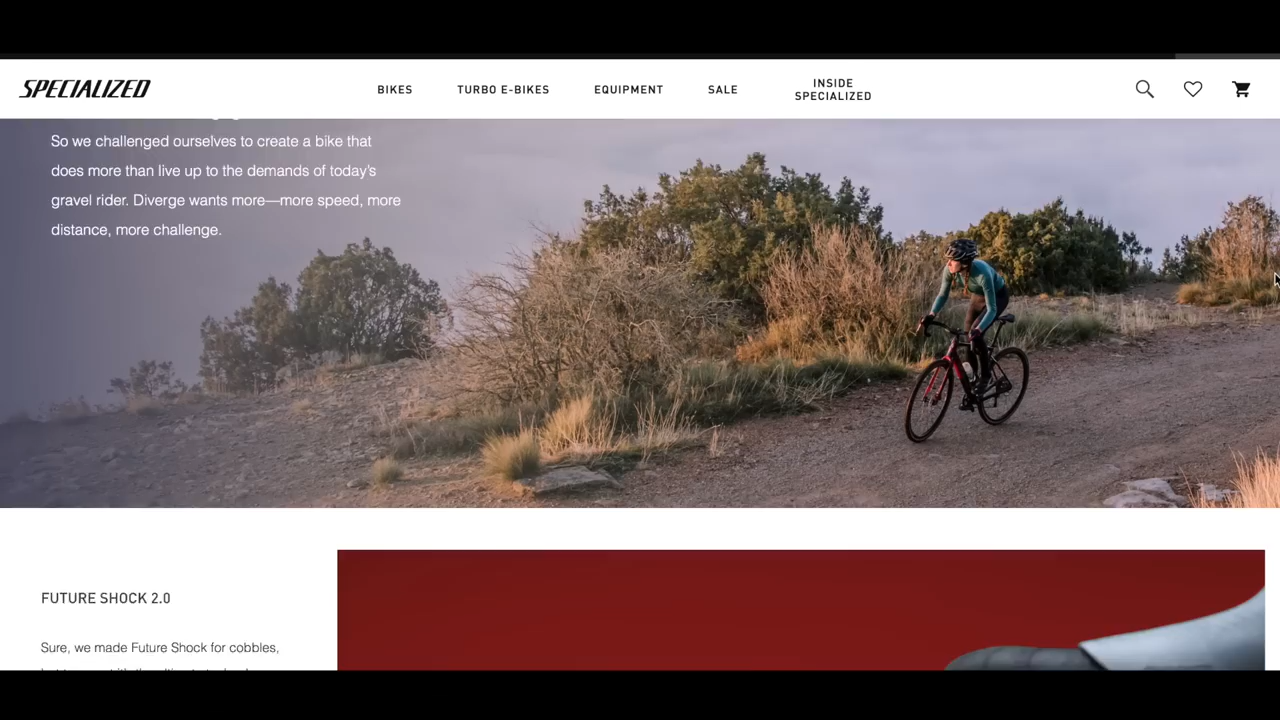 SPECIALIZED
BIKES
TURBO E-BIKES
EQUIPMENT
SALE
INSIDE
SPECIALIZED
So we challenged ourselves to create a bike that
does more than live up to the demands of today's
gravel rider. Diverge wants more—more speed, more
distance, more challenge.
FUTURE SHOCK 2.0
Sure, we made Future Shock for cobbles,